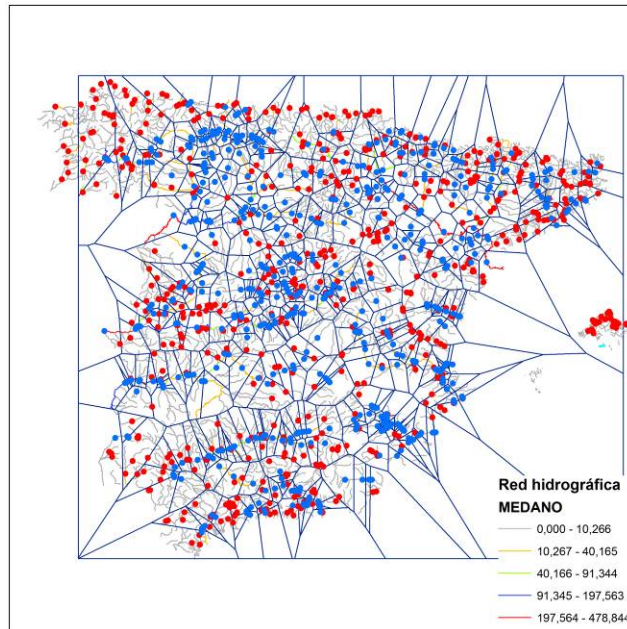 Red hidrográfica
MEDANO
0,000 - 10,266
10,267 - 40,165
40,166 - 91,344
91,345 - 197,563
197,564 - 478,844